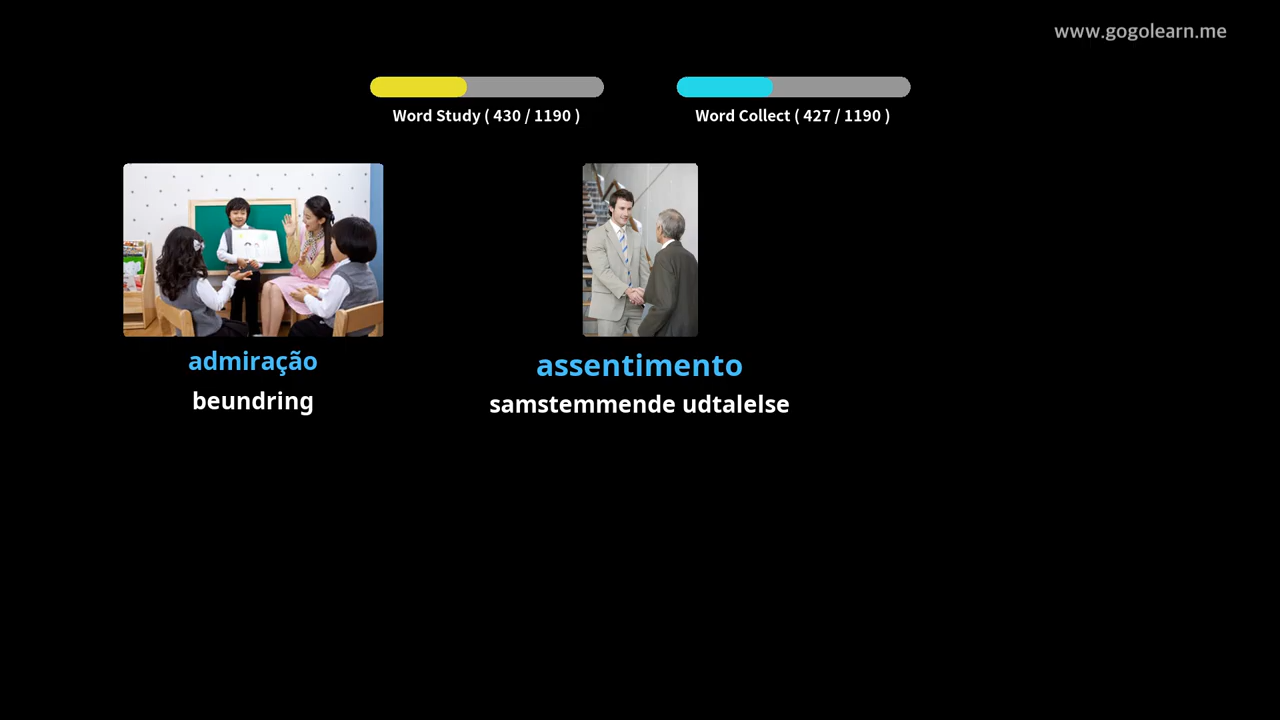 www.gogolearn.me
Word Study ( 430 / 1190 )
Word Collect ( 427 / 1190 )
admiração
beundring
assentimento
samstemmende udtalelse